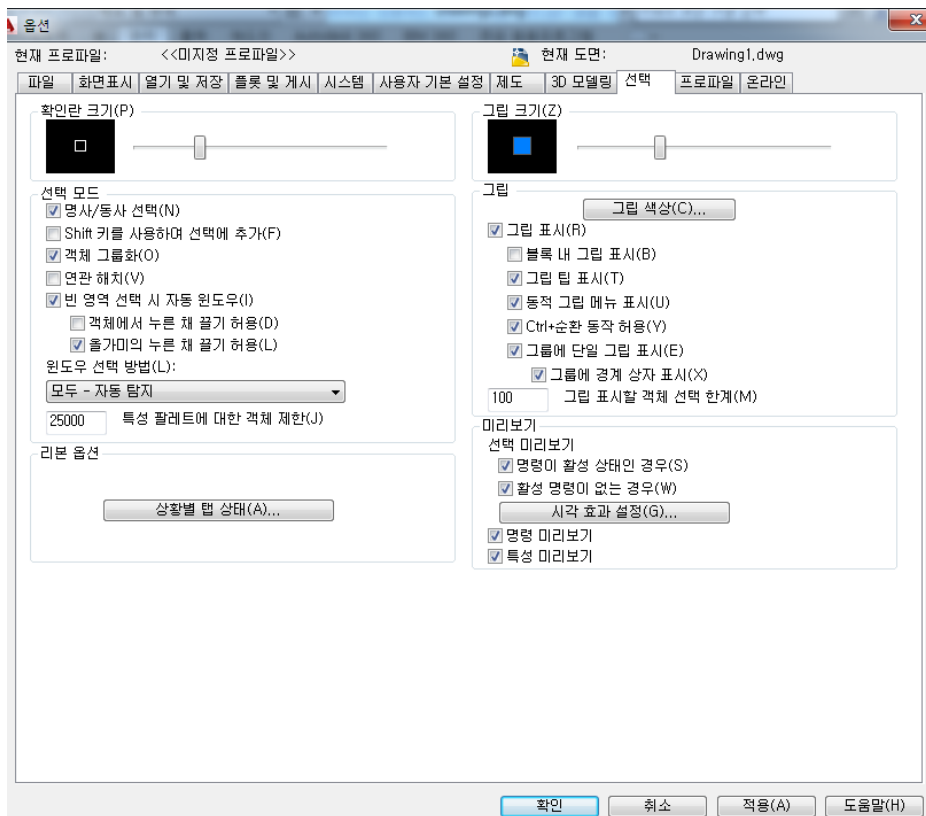 옵션
현재 프로파일: <<미지정 프로파일>> 현재 도면: Drawing1.dwg
파일 화면표시 열기 및 저장 플롯 및 게시 시스템 사용자 기본 설정 제도 3D 모델링 선택 프로파일 온라인
확인란 크기(P)
선택 모드
명사/동사 선택(N)
Shift 키를 사용하여 선택에 추가(F)
객체 그룹화(O)
연관 해치(V)
빈 영역 선택 시 자동 윈도우(I)
객체에서 누른 채 끌기 허용(D)
올가미의 누른 채 끌기 허용(L)
윈도우 선택 방법(L):
모두 - 자동 탐지
25000 특성 팔레트에 대한 객체 제한(J)
리본 옵션
상황별 탭 상태(A)...
그립 크기(Z)
그립
그립 색상(C)...
그립 표시(R)
블록 내 그립 표시(B)
그립 팁 표시(T)
동적 그립 메뉴 표시(U)
Ctrl+순환 동작 허용(Y)
그룹에 단일 그립 표시(E)
그룹에 경계 상자 표시(X)
100 그립 표시할 객체 선택 한계(M)
미리보기
선택 미리보기
명령이 활성 상태인 경우(S)
활성 명령이 없는 경우(W)
시각 효과 설정(G)...
명령 미리보기
특성 미리보기
확인 취소 적용(A) 도움말(H)